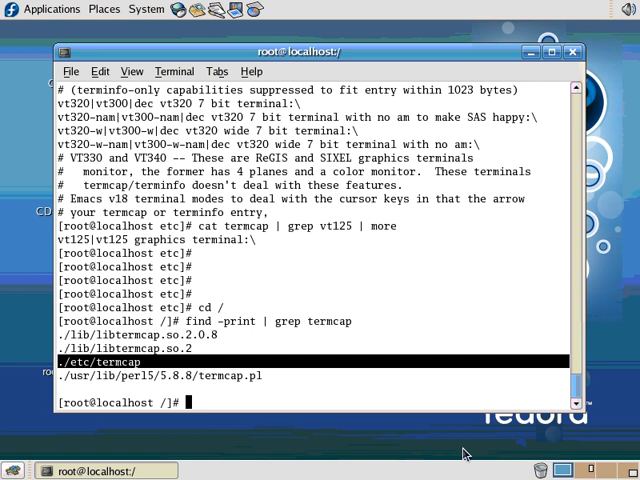 Applications Places System
root@localhost:/
File Edit View Terminal Tabs Help
# (terminfo-only capabilities suppressed to fit entry within 1023 bytes)
vt320|vt300|dec vt320 7 bit terminal:\
vt320-nam|vt300-nam|dec vt320 7 bit terminal with no am to make SAS happy:\
vt320-w|vt300-w|dec vt320 wide 7 bit terminal:\
vt320-w-nam|vt300-w-nam|dec vt320 wide 7 bit terminal with no am:\
# VT330 and VT340 -- These are ReGIS and SIXEL graphics terminals
#   monitor, the former has 4 planes and a color monitor.  These terminals
#   termcap/terminfo doesn't deal with these features.
# Emacs v18 terminal modes to deal with the cursor keys in that the arrow
# your termcap or terminfo entry,
[root@localhost etc]# cat termcap | grep vt125 | more
vt125|vt125 graphics terminal:\
[root@localhost etc]#
[root@localhost etc]#
[root@localhost etc]#
[root@localhost etc]#
[root@localhost etc]# cd /
[root@localhost /]# find -print | grep termcap
./lib/libtermcap.so.2.0.8
./lib/libtermcap.so.2
./etc/termcap
./usr/lib/perl5/5.8.8/termcap.pl
[root@localhost /]#
CD
fedora™
root@localhost:/